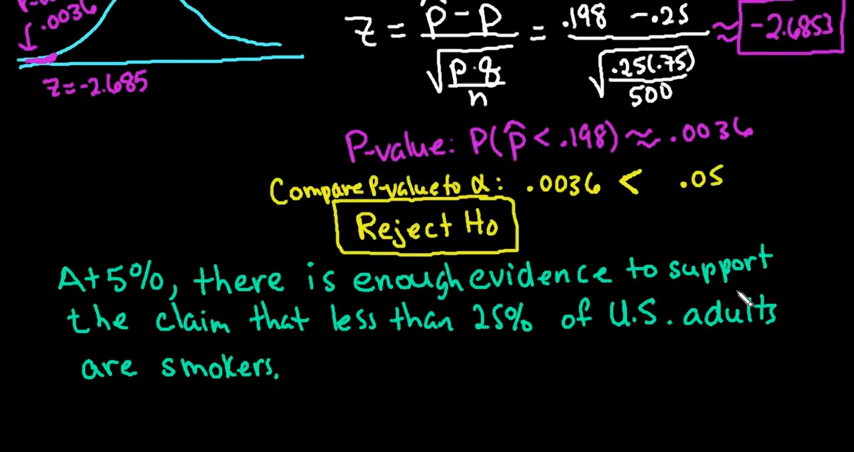 .0036
Z = -2.685
Z = p̂ - p / √(p·q / n) = .198 - .25 / √(.25(.75) / 500) ≈ -2.6853
P-value: P(p̂ < .198) ≈ .0036
Compare P-value to α: .0036 < .05
Reject Ho
At 5%, there is enough evidence to support
the claim that less than 25% of U.S. adults
are smokers.